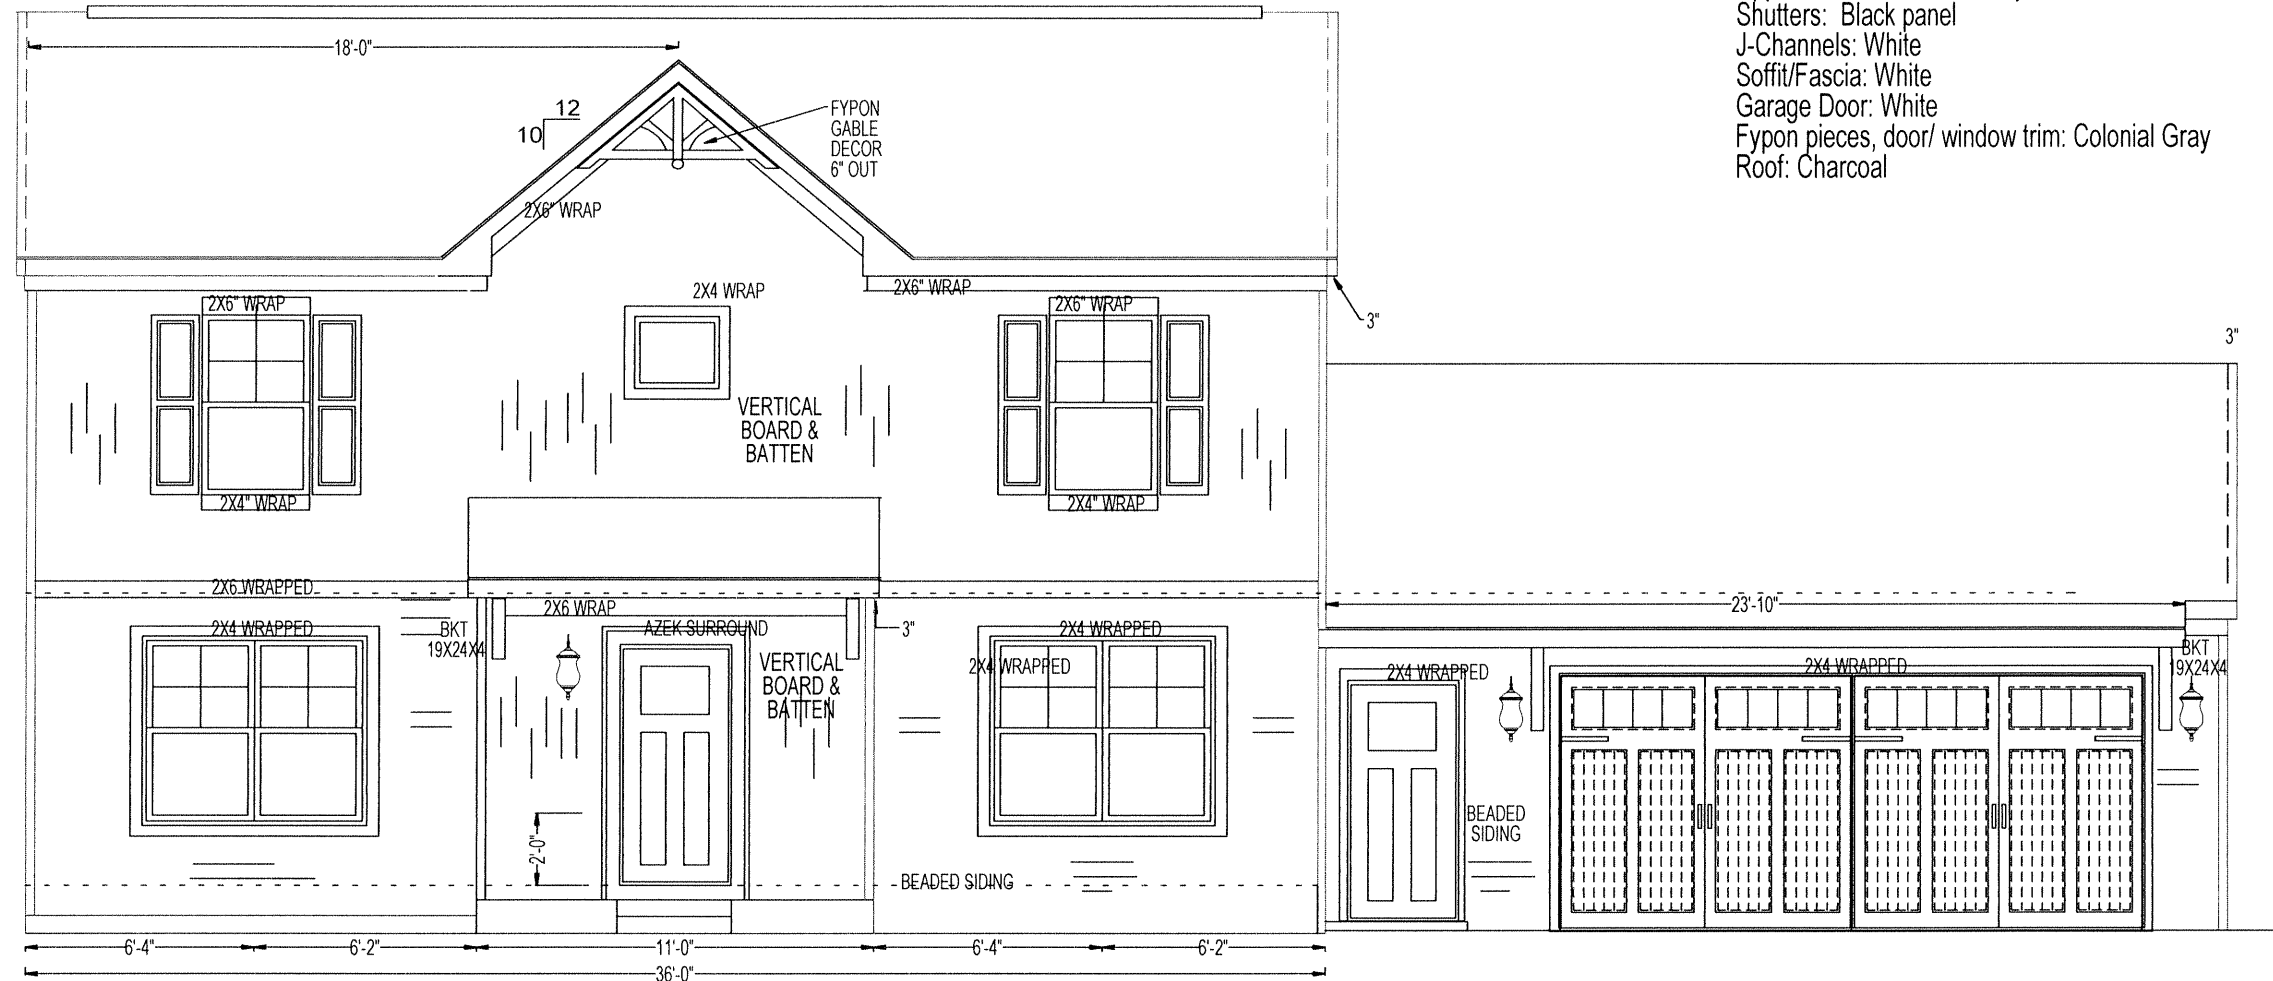 Shutters: Black panel
J-Channels: White
Soffit/Fascia: White
Garage Door: White
Fypon pieces, door/ window trim: Colonial Gray
Roof: Charcoal
18'-0"
12
10
FYPON
GABLE
DECOR
6" OUT
2X6" WRAP
2X6" WRAP
2X4 WRAP
2X6" WRAP
2X6" WRAP
3"
3"
VERTICAL
BOARD &
BATTEN
2X4" WRAP
2X4" WRAP
2X6 WRAPPED
2X6 WRAP
23'-10"
2X4 WRAPPED
BKT
19X24X4
AZEK SURROUND
3"
2X4 WRAPPED
VERTICAL
BOARD &
BATTEN
2X4 WRAPPED
2X4 WRAPPED
2X4 WRAPPED
BKT
19X24X4
2'-0"
BEADED
SIDING
BEADED SIDING
6'-4"
6'-2"
11'-0"
6'-4"
6'-2"
36'-0"